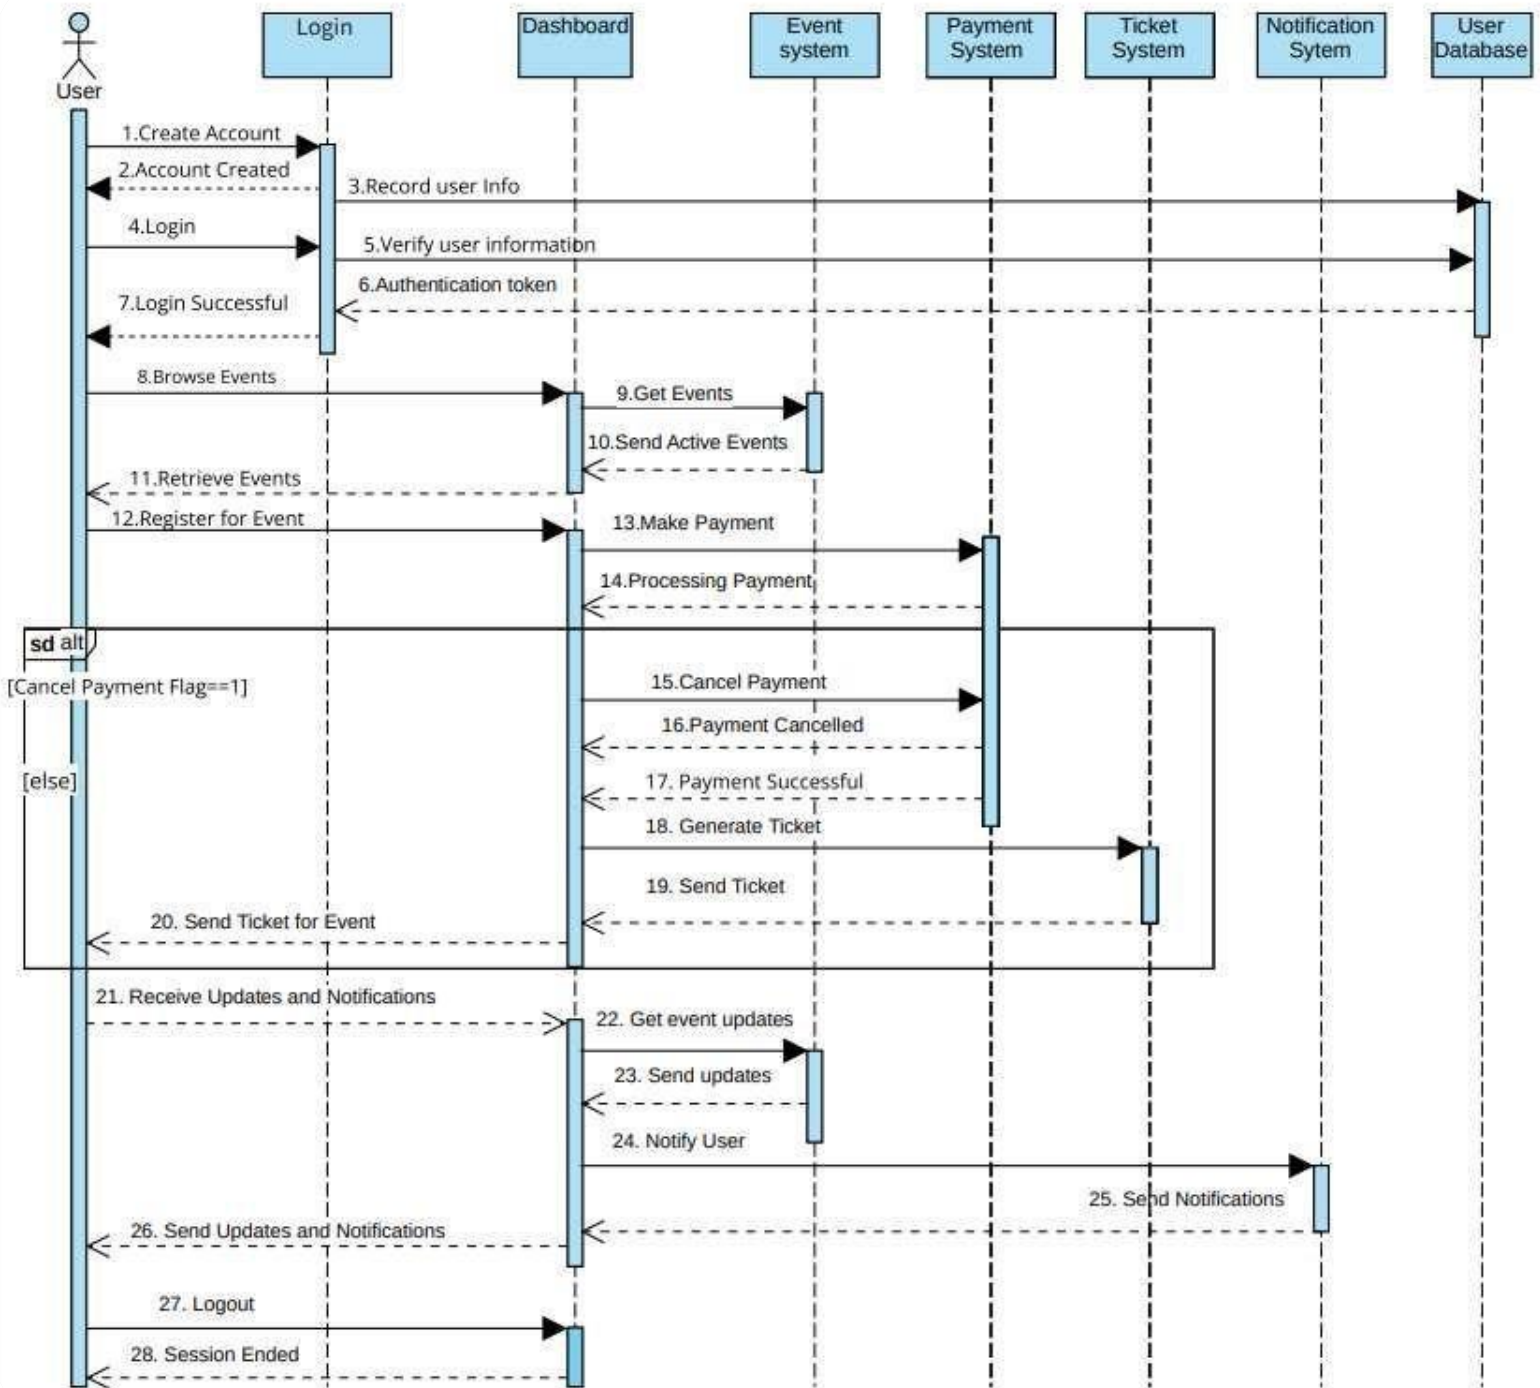 User
Login
Dashboard
Event
system
Payment
System
Ticket
System
Notification
Sytem
User
Database
1.Create Account
2.Account Created
3.Record user Info
4.Login
5.Verify user information
6.Authentication token
7.Login Successful
8.Browse Events
9.Get Events
10.Send Active Events
11.Retrieve Events
12.Register for Event
13.Make Payment
14.Processing Payment
sd alt
[Cancel Payment Flag==1]
15.Cancel Payment
16.Payment Cancelled
[else]
17. Payment Successful
18. Generate Ticket
19. Send Ticket
20. Send Ticket for Event
21. Receive Updates and Notifications
22. Get event updates
23. Send updates
24. Notify User
25. Send Notifications
26. Send Updates and Notifications
27. Logout
28. Session Ended